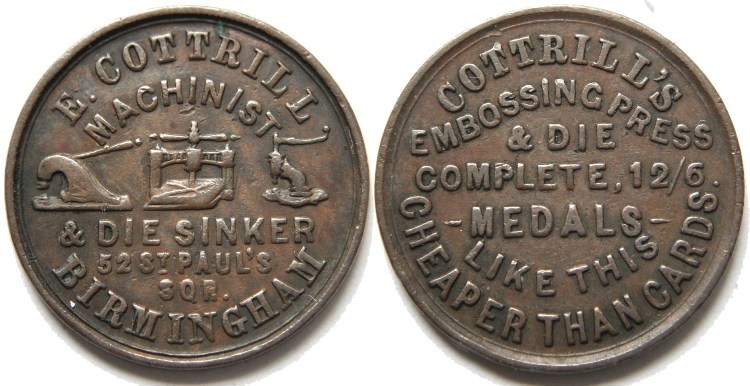 E. COTTRILL,
MACHINIST
& DIE SINKER
52 ST PAUL'S
SQR.
BIRMINGHAM
COTTRILL'S
EMBOSSING PRESS
& DIE
COMPLETE, 12/6.
- MEDALS -
LIKE THIS
CHEAPER THAN CARDS.